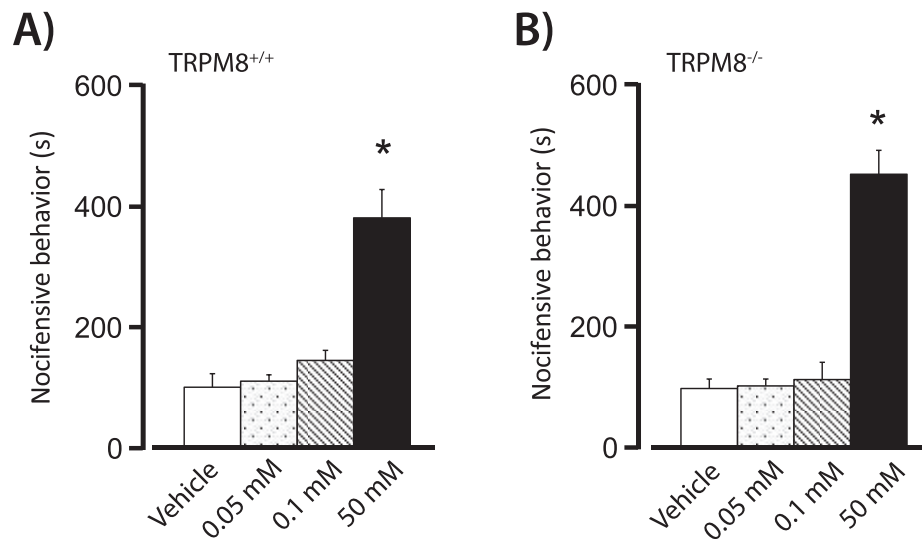 A)
TRPM8+/+
Nocifensive behavior (s)
600
400
200
0
*
Vehicle
0.05 mM
0.1 mM
50 mM
B)
TRPM8-/-
Nocifensive behavior (s)
600
400
200
0
*
Vehicle
0.05 mM
0.1 mM
50 mM